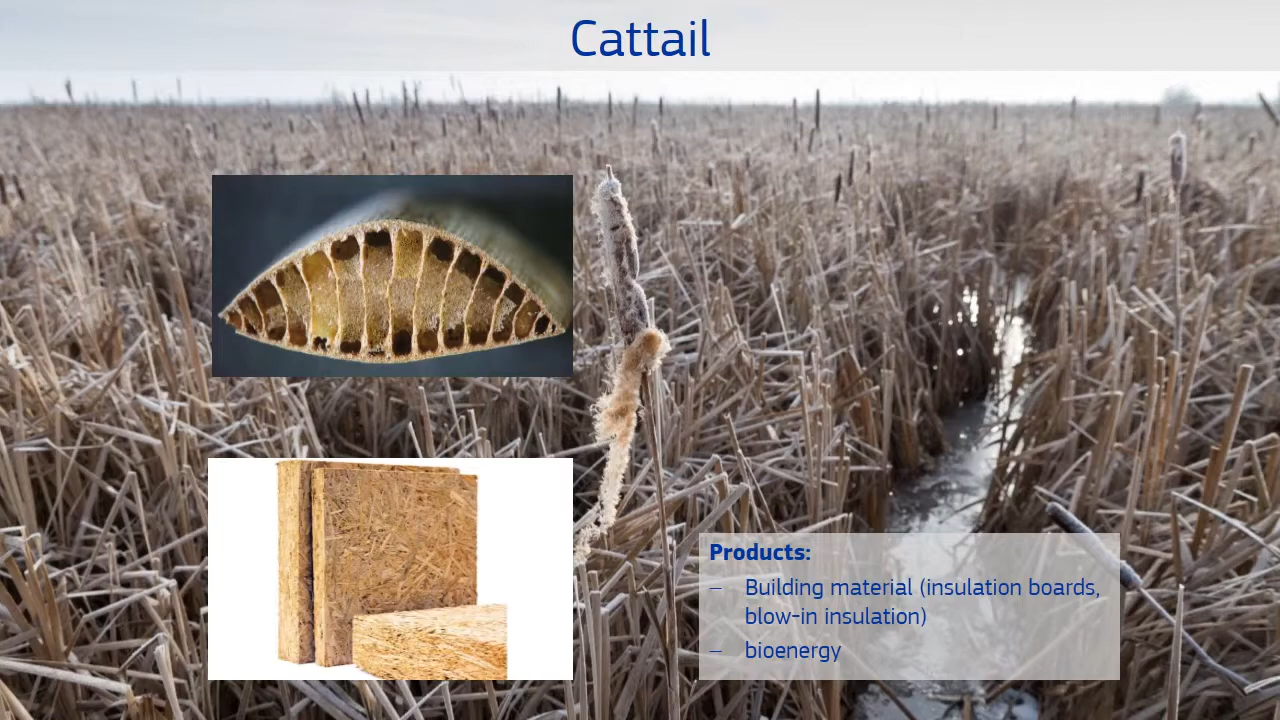 Cattail
Products:
– Building material (insulation boards,
blow-in insulation)
– bioenergy